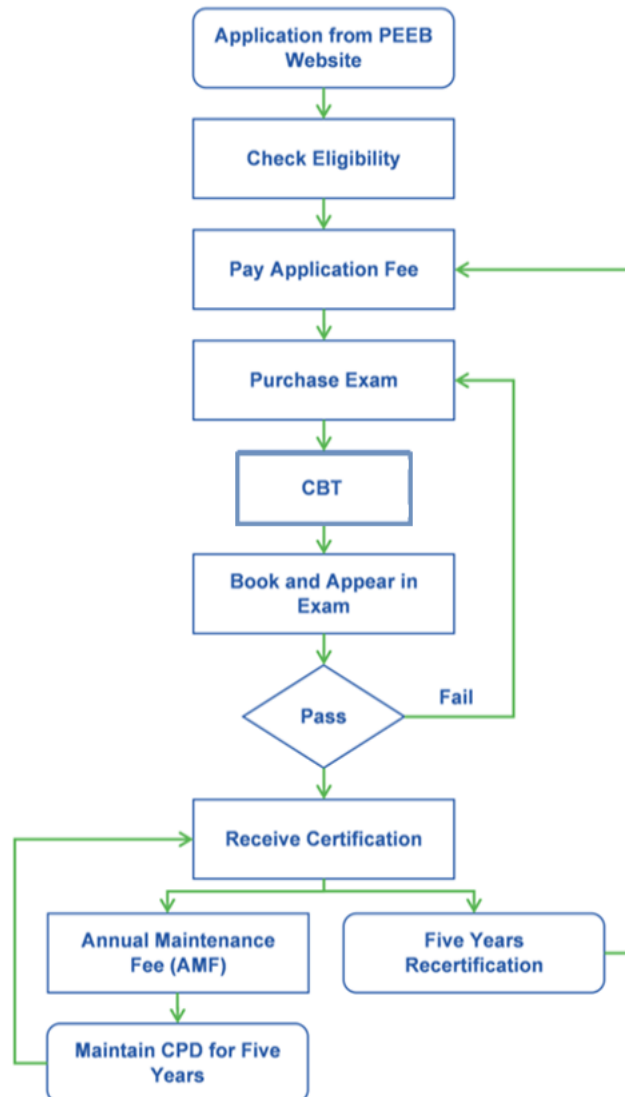 Application from PEEB
Website
Check Eligibility
Pay Application Fee
Purchase Exam
CBT
Book and Appear in
Exam
Pass
Fail
Receive Certification
Annual Maintenance
Fee (AMF)
Five Years
Recertification
Maintain CPD for Five
Years